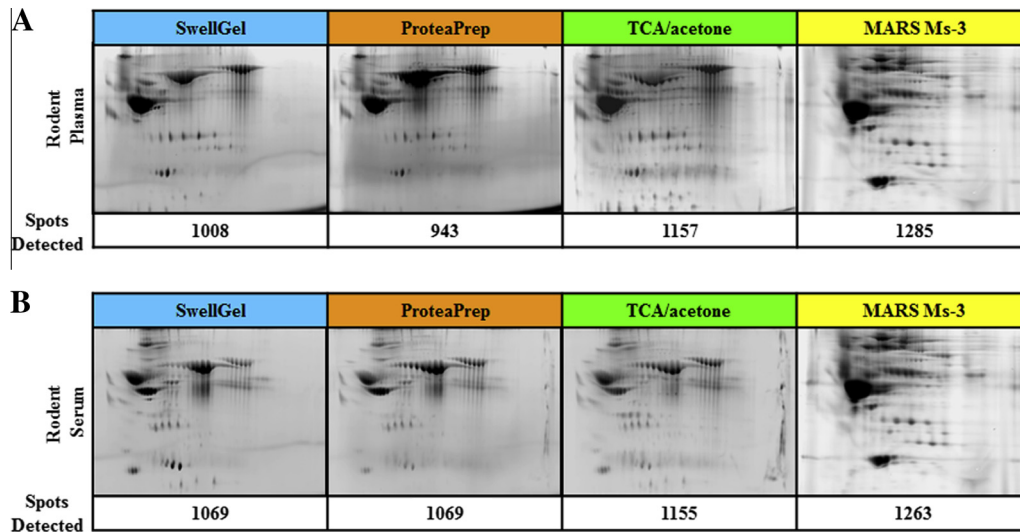 A
SwellGel ProteaPrep TCA/acetone MARS Ms-3
Rodent
Plasma
Spots
Detected
1008 943 1157 1285
B
SwellGel ProteaPrep TCA/acetone MARS Ms-3
Rodent
Serum
Spots
Detected
1069 1069 1155 1263